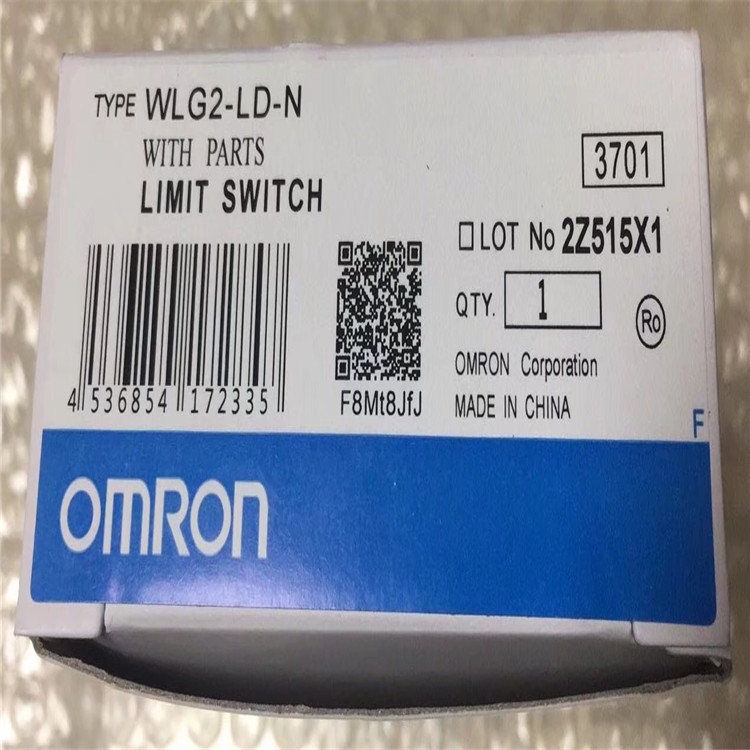 TYPE WLG2-LD-N
WITH PARTS
LIMIT SWITCH
3701
LOT No 2Z515X1
QTY. 1
Ro
4 536854 172335
F8Mt8JfJ
OMRON Corporation
MADE IN CHINA
F
OMRON